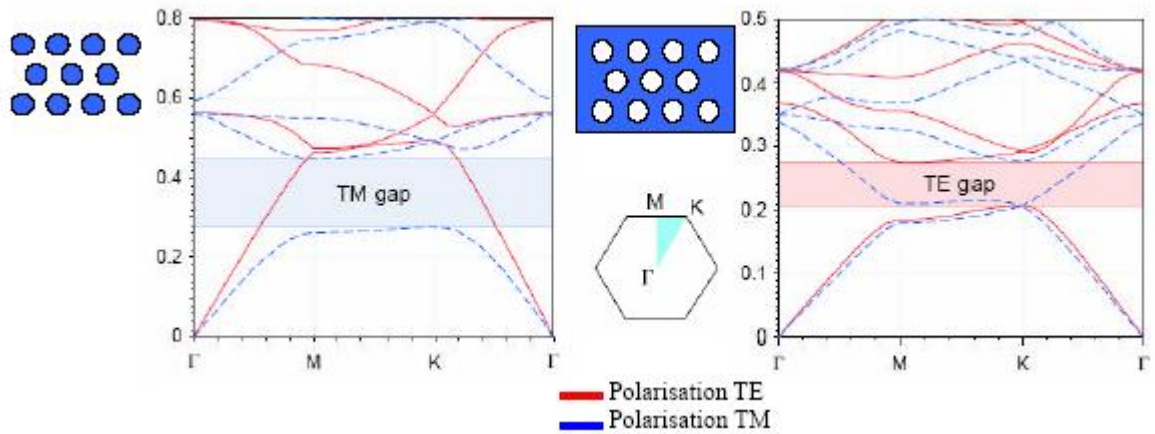 0.8
0.6
0.4
0.2
0
TM gap
Γ
M
K
Γ
M
K
Γ
0.5
0.4
0.3
0.2
0.1
0
TE gap
Γ
M
K
Γ
Polarisation TE
Polarisation TM